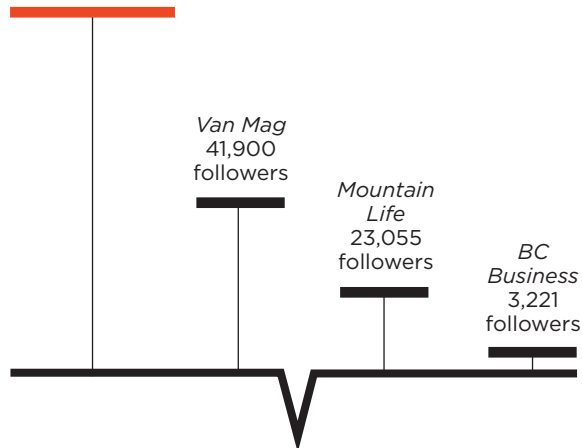 Van Mag
41,900
followers
Mountain
Life
23,055
followers
BC
Business
3,221
followers